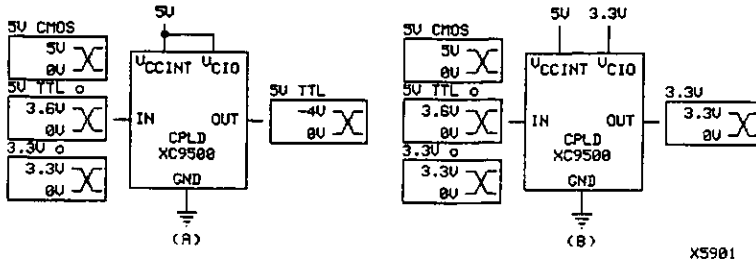 5V
5V CMOS
5V
0V
5V TTL o
3.6V
0V
3.3V o
3.3V
0V
VCCINT VCIO
IN OUT
CPLD
XC9500
GND
5V TTL
~4V
0V
(A)
5V 3.3V
5V CMOS
5V
0V
5V TTL o
3.6V
0V
3.3V o
3.3V
0V
VCCINT VCIO
IN OUT
CPLD
XC9500
GND
3.3V
3.3V
0V
(B)
X5901